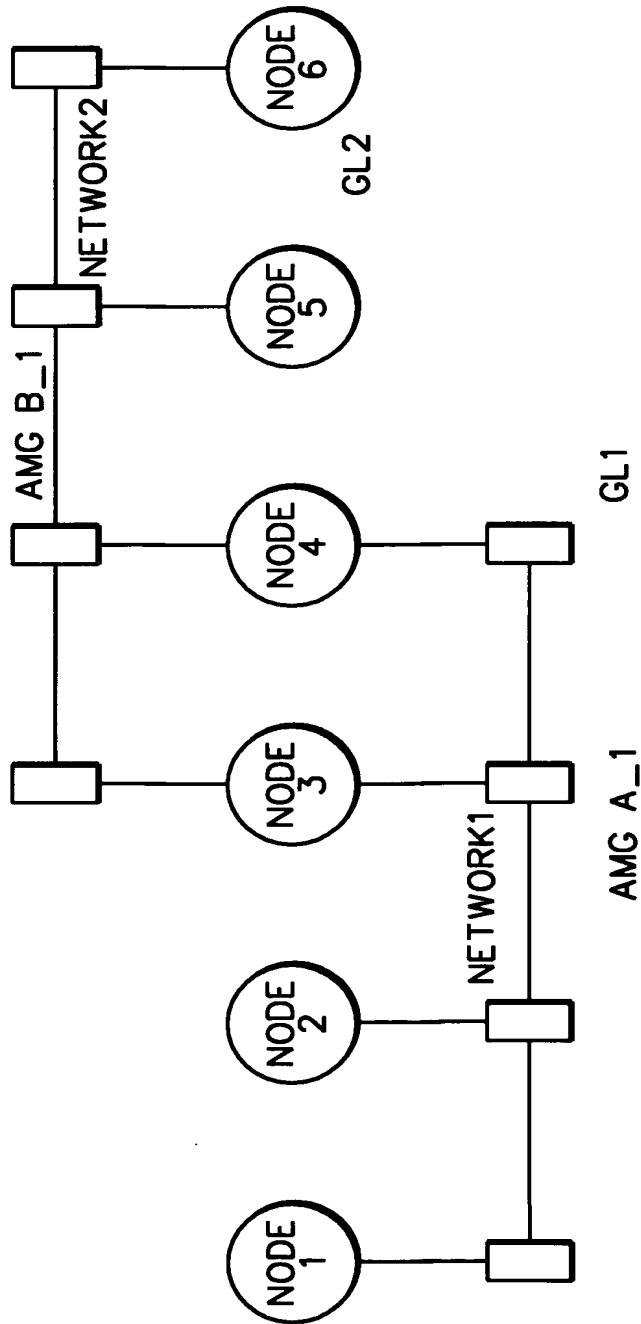 AMG B_1
NETWORK2
NODE
1
NODE
2
NODE
3
NODE
4
NODE
5
NODE
6
GL2
NETWORK1
AMG A_1
GL1